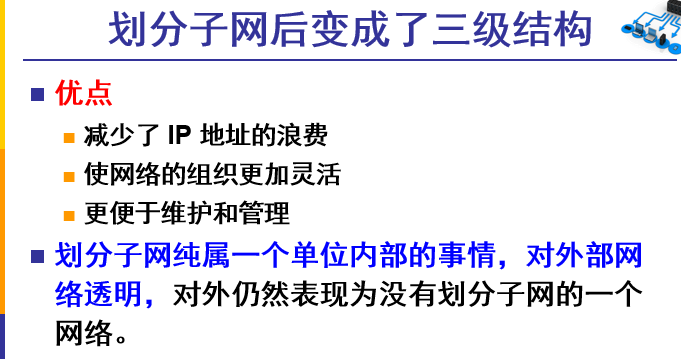 划分子网后变成了三级结构
优点
减少了 IP 地址的浪费
使网络的组织更加灵活
更便于维护和管理
划分子网纯属一个单位内部的事情，对外部网
络透明，对外仍然表现为没有划分子网的一个
网络。